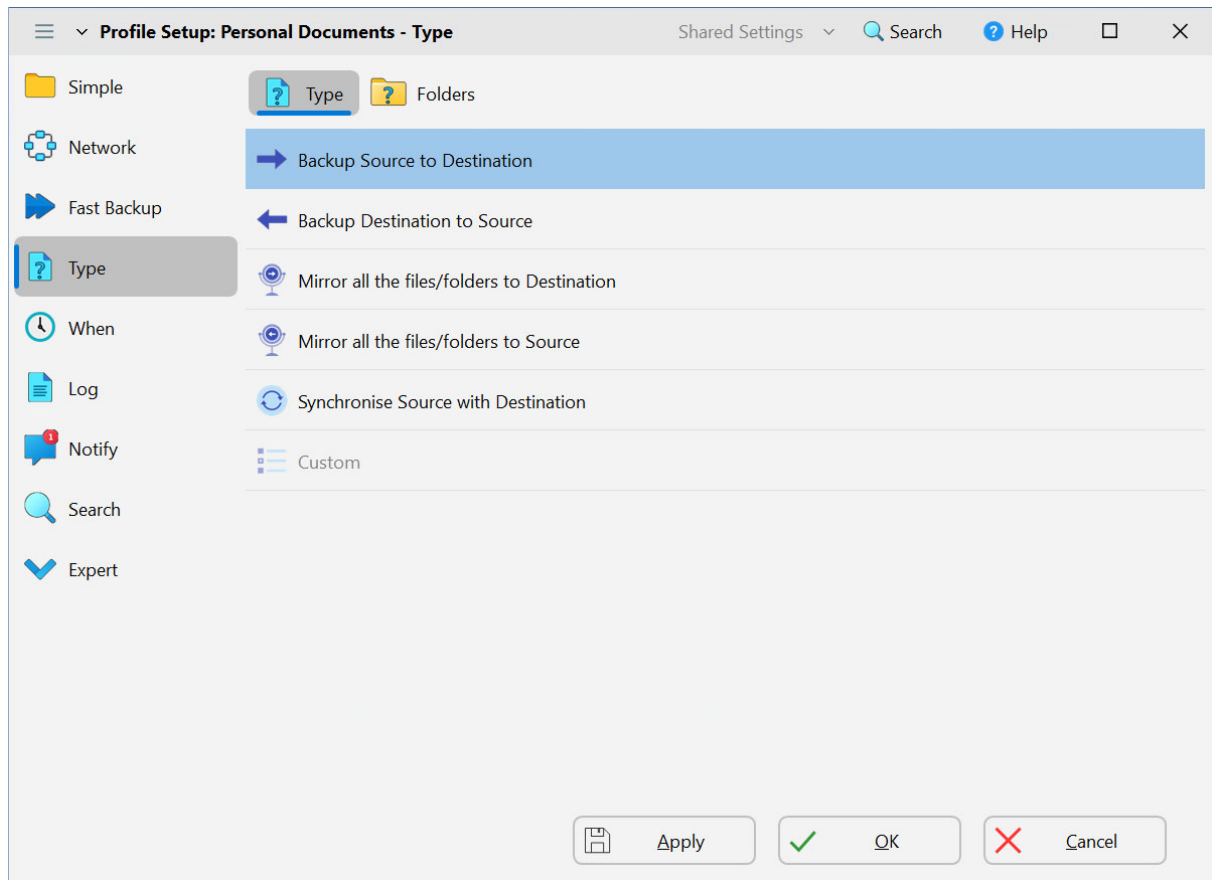 Profile Setup: Personal Documents - Type
Shared Settings
Search
Help
Simple
Network
Fast Backup
Type
When
Log
1
Notify
Search
Expert
Type
Folders
Backup Source to Destination
Backup Destination to Source
Mirror all the files/folders to Destination
Mirror all the files/folders to Source
Synchronise Source with Destination
Custom
Apply
OK
Cancel